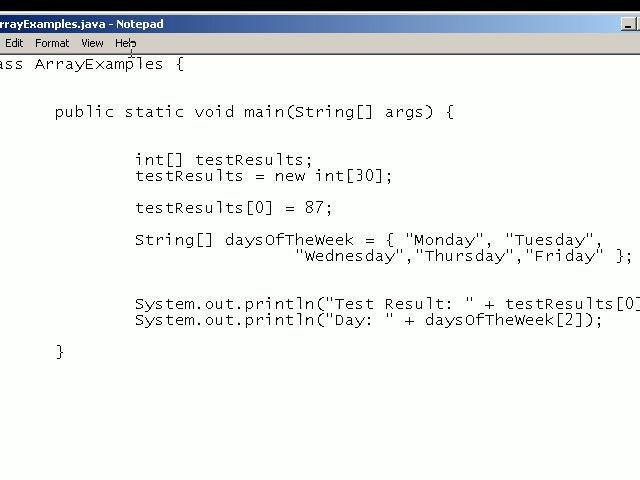 rrayExamples.java - Notepad
Edit Format View Help
ass ArrayExamples {
public static void main(String[] args) {
int[] testResults;
testResults = new int[30];
testResults[0] = 87;
String[] daysOfTheWeek = { "Monday", "Tuesday",
"Wednesday","Thursday","Friday" };
System.out.println("Test Result: " + testResults[0]
System.out.println("Day: " + daysOfTheWeek[2]);
}